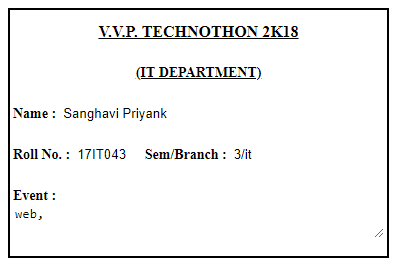 V.V.P. TECHNOTHON 2K18
(IT DEPARTMENT)
Name : Sanghavi Priyank
Roll No. : 17IT043 Sem/Branch : 3/it
Event :
web,